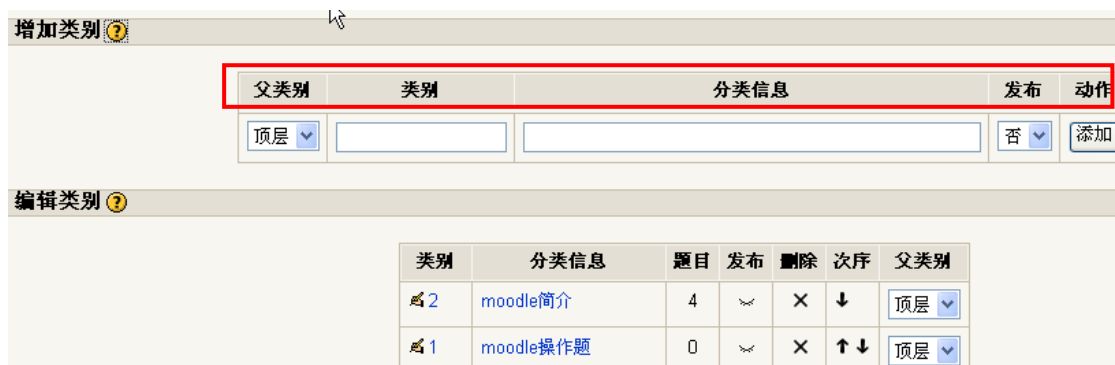 增加类别
父类别 类别 分类信息 发布 动作
顶层 否 添加
编辑类别
类别 分类信息 题目 发布 删除 次序 父类别
2 moodle简介 4 顶层
1 moodle操作题 0 顶层